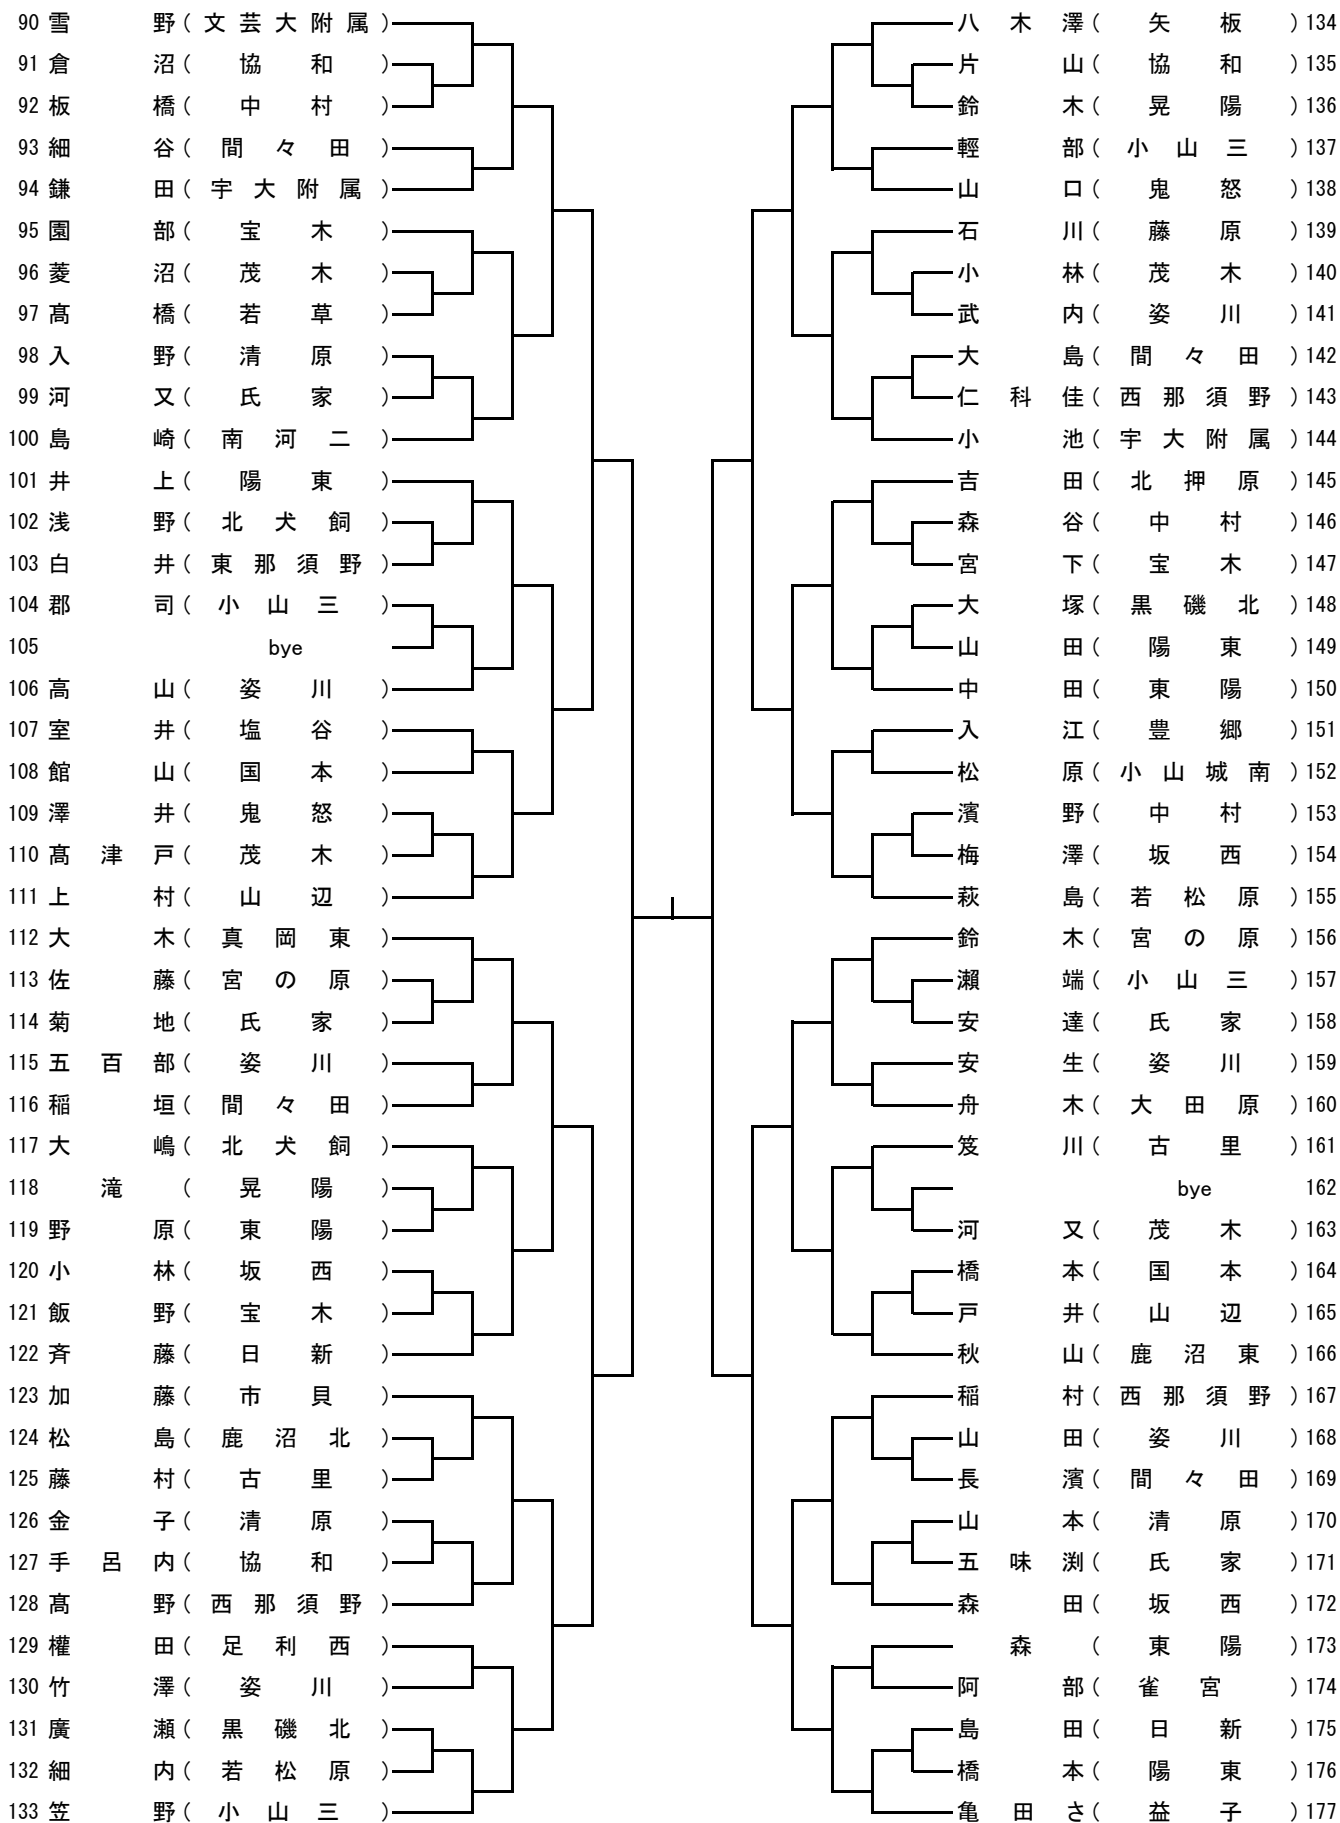 90 雪野(文芸大附属)
91 倉沼(協和)
92 板橋(中村)
93 細谷(間々田)
94 鎌田(宇大附属)
95 園部(宝木)
96 菱沼(茂木)
97 髙橋(若草)
98 入野(清原)
99 河又(氏家)
100 島崎(南河二)
101 井上(陽東)
102 浅野(北犬飼)
103 白井(東那須野)
104 郡司(小山三)
105 bye
106 高山(姿川)
107 室井(塩谷)
108 館山(国本)
109 澤井(鬼怒)
110 髙津戸(茂木)
111 上村(山辺)
112 大木(真岡東)
113 佐藤(宮の原)
114 菊地(氏家)
115 五百部(姿川)
116 稲垣(間々田)
117 大嶋(北犬飼)
118 滝(晃陽)
119 野原(東陽)
120 小林(坂西)
121 飯野(宝木)
122 斉藤(日新)
123 加藤(市貝)
124 松島(鹿沼北)
125 藤村(古里)
126 金子(清原)
127 手呂内(協和)
128 髙野(西那須野)
129 權田(足利西)
130 竹澤(姿川)
131 廣瀬(黒磯北)
132 細内(若松原)
133 笠野(小山三)
八木澤(矢板)134
片山(協和)135
鈴木(晃陽)136
輕部(小山三)137
山口(鬼怒)138
石川(藤原)139
小林(茂木)140
武内(姿川)141
大島(間々田)142
仁科佳(西那須野)143
小池(宇大附属)144
吉田(北押原)145
森谷(中村)146
宮下(宝木)147
大塚(黒磯北)148
山田(陽東)149
中田(東陽)150
入江(豊郷)151
松原(小山城南)152
濱野(中村)153
梅澤(坂西)154
萩島(若松原)155
鈴木(宮の原)156
瀬端(小山三)157
安達(氏家)158
安生(姿川)159
舟木(大田原)160
笈川(古里)161
bye 162
河又(茂木)163
橋本(国本)164
戸井(山辺)165
秋山(鹿沼東)166
稲村(西那須野)167
山田(姿川)168
長濱(間々田)169
山本(清原)170
五味渕(氏家)171
森田(坂西)172
森(東陽)173
阿部(雀宮)174
島田(日新)175
橋本(陽東)176
亀田さ(益子)177